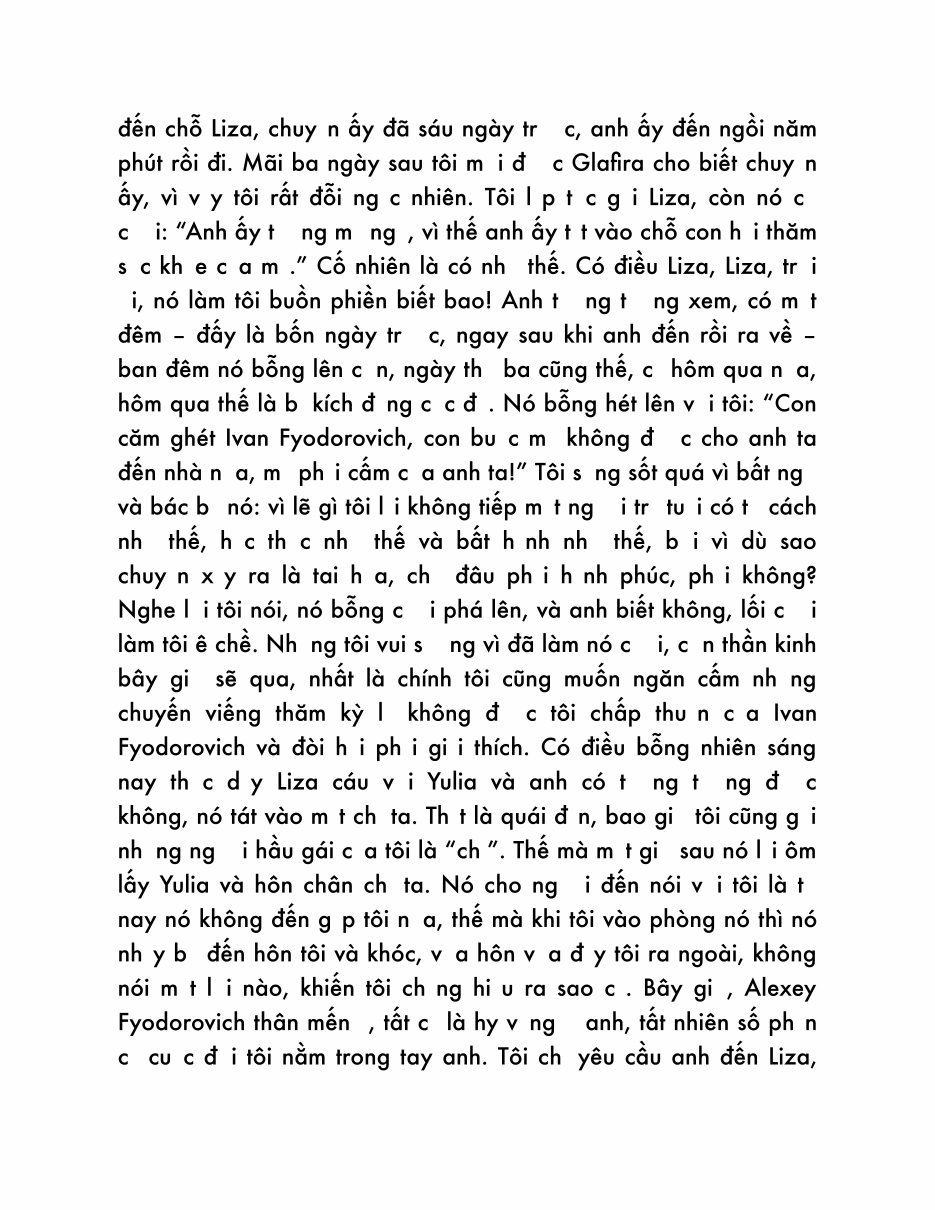 đến chỗ Liza, chuy n ấy đã sáu ngày tr c, anh ấy đến ngồi năm
phút rồi đi. Mãi ba ngày sau tôi m i đ c Glafira cho biết chuy n
ấy, vì v y tôi rất đỗi ng c nhiên. Tôi l p t c g i Liza, còn nó c
c i: “Anh ấy t ng m ng , vì thế anh ấy t t vào chỗ con h i thăm
s c kh e c a m .” Cố nhiên là có nh thế. Có điều Liza, Liza, tr i
i, nó làm tôi buồn phiền biết bao! Anh t ng t ng xem, có m t
đêm – đấy là bốn ngày tr c, ngay sau khi anh đến rồi ra về –
ban đêm nó bỗng lên c n, ngày th ba cũng thế, c hôm qua n a,
hôm qua thế là b kích đ ng c c đ . Nó bỗng hét lên v i tôi: “Con
căm ghét Ivan Fyodorovich, con bu c m không đ c cho anh ta
đến nhà n a, m ph i cấm c a anh ta!” Tôi s ng sốt quá vì bất ng
và bác b nó: vì lẽ gì tôi l i không tiếp m t ng i tr tu i có t cách
nh thế, h c th c nh thế và bất h nh nh thế, b i vì dù sao
chuy n x y ra là tai h a, ch đâu ph i h nh phúc, ph i không?
Nghe l i tôi nói, nó bỗng c i phá lên, và anh biết không, lối c i
làm tôi ê chề. Nh ng tôi vui s ng vì đã làm nó c i, c n thần kinh
bây gi sẽ qua, nhất là chính tôi cũng muốn ngăn cấm nh ng
chuyến viếng thăm kỳ l không đ c tôi chấp thu n c a Ivan
Fyodorovich và đòi h i ph i gi i thích. Có điều bỗng nhiên sáng
nay th c d y Liza cáu v i Yulia và anh có t ng t ng đ c
không, nó tát vào m t ch ta. Th t là quái đ n, bao gi tôi cũng g i
nh ng ng i hầu gái c a tôi là “ch ”. Thế mà m t gi sau nó l i ôm
lấy Yulia và hôn chân ch ta. Nó cho ng i đến nói v i tôi là t
nay nó không đến g p tôi n a, thế mà khi tôi vào phòng nó thì nó
nh y b đến hôn tôi và khóc, v a hôn v a đ y tôi ra ngoài, không
nói m t l i nào, khiến tôi ch ng hi u ra sao c . Bây gi , Alexey
Fyodorovich thân mến , tất c là hy v ng anh, tất nhiên số ph n
c cu c đ i tôi nằm trong tay anh. Tôi ch yêu cầu anh đến Liza,